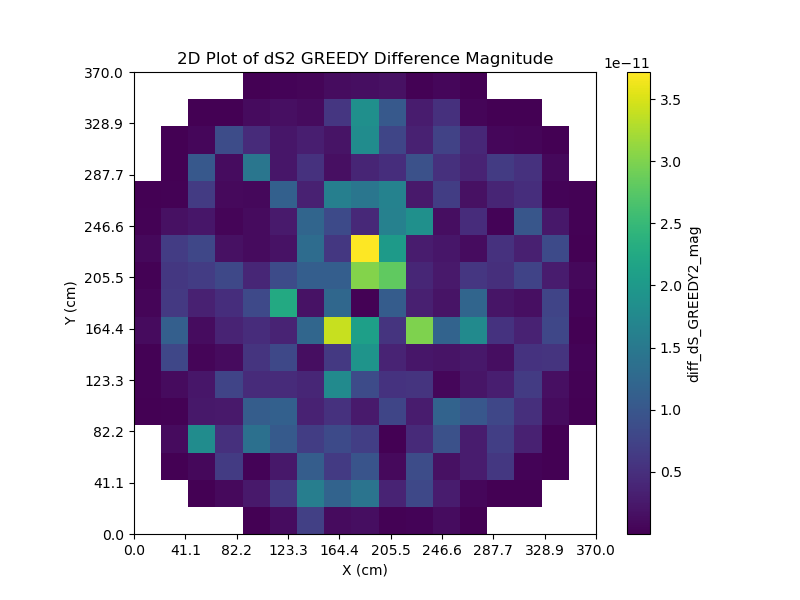 2D Plot of dS2 GREEDY Difference Magnitude
1e−11
370.0
328.9
287.7
246.6
205.5
164.4
123.3
82.2
41.1
0.0
Y (cm)
0.0 41.1 82.2 123.3 164.4 205.5 246.6 287.7 328.9 370.0
X (cm)
3.5
3.0
2.5
2.0
1.5
1.0
0.5
diff_dS_GREEDY2_mag